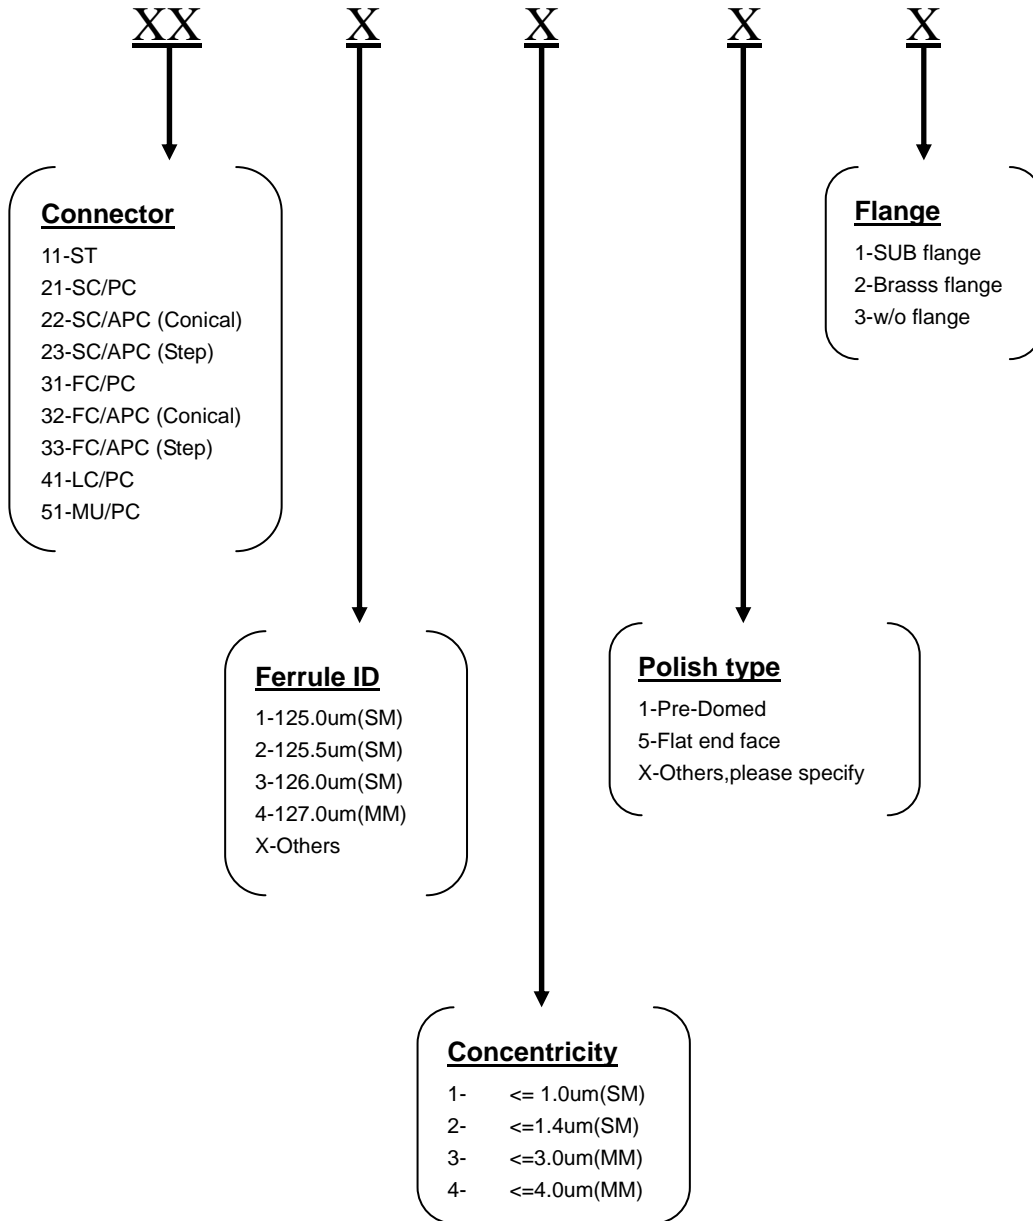 XX X X X X
Connector
11-ST
21-SC/PC
22-SC/APC (Conical)
23-SC/APC (Step)
31-FC/PC
32-FC/APC (Conical)
33-FC/APC (Step)
41-LC/PC
51-MU/PC
Flange
1-SUB flange
2-Brasss flange
3-w/o flange
Ferrule ID
1-125.0um(SM)
2-125.5um(SM)
3-126.0um(SM)
4-127.0um(MM)
X-Others
Polish type
1-Pre-Domed
5-Flat end face
X-Others,please specify
Concentricity
1- <= 1.0um(SM)
2- <=1.4um(SM)
3- <=3.0um(MM)
4- <=4.0um(MM)